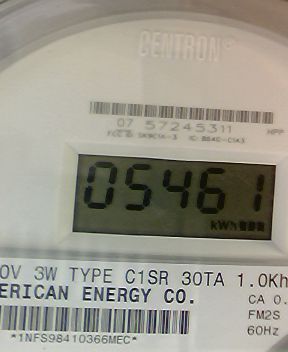 CENTRON®
07 57245311
HPP
05461
kWh
0V 3W TYPE C1SR 30TA 1.0Kh
ERICAN ENERGY CO.
CA 0.
FM2S
*1NFS98410366MEC*
60Hz